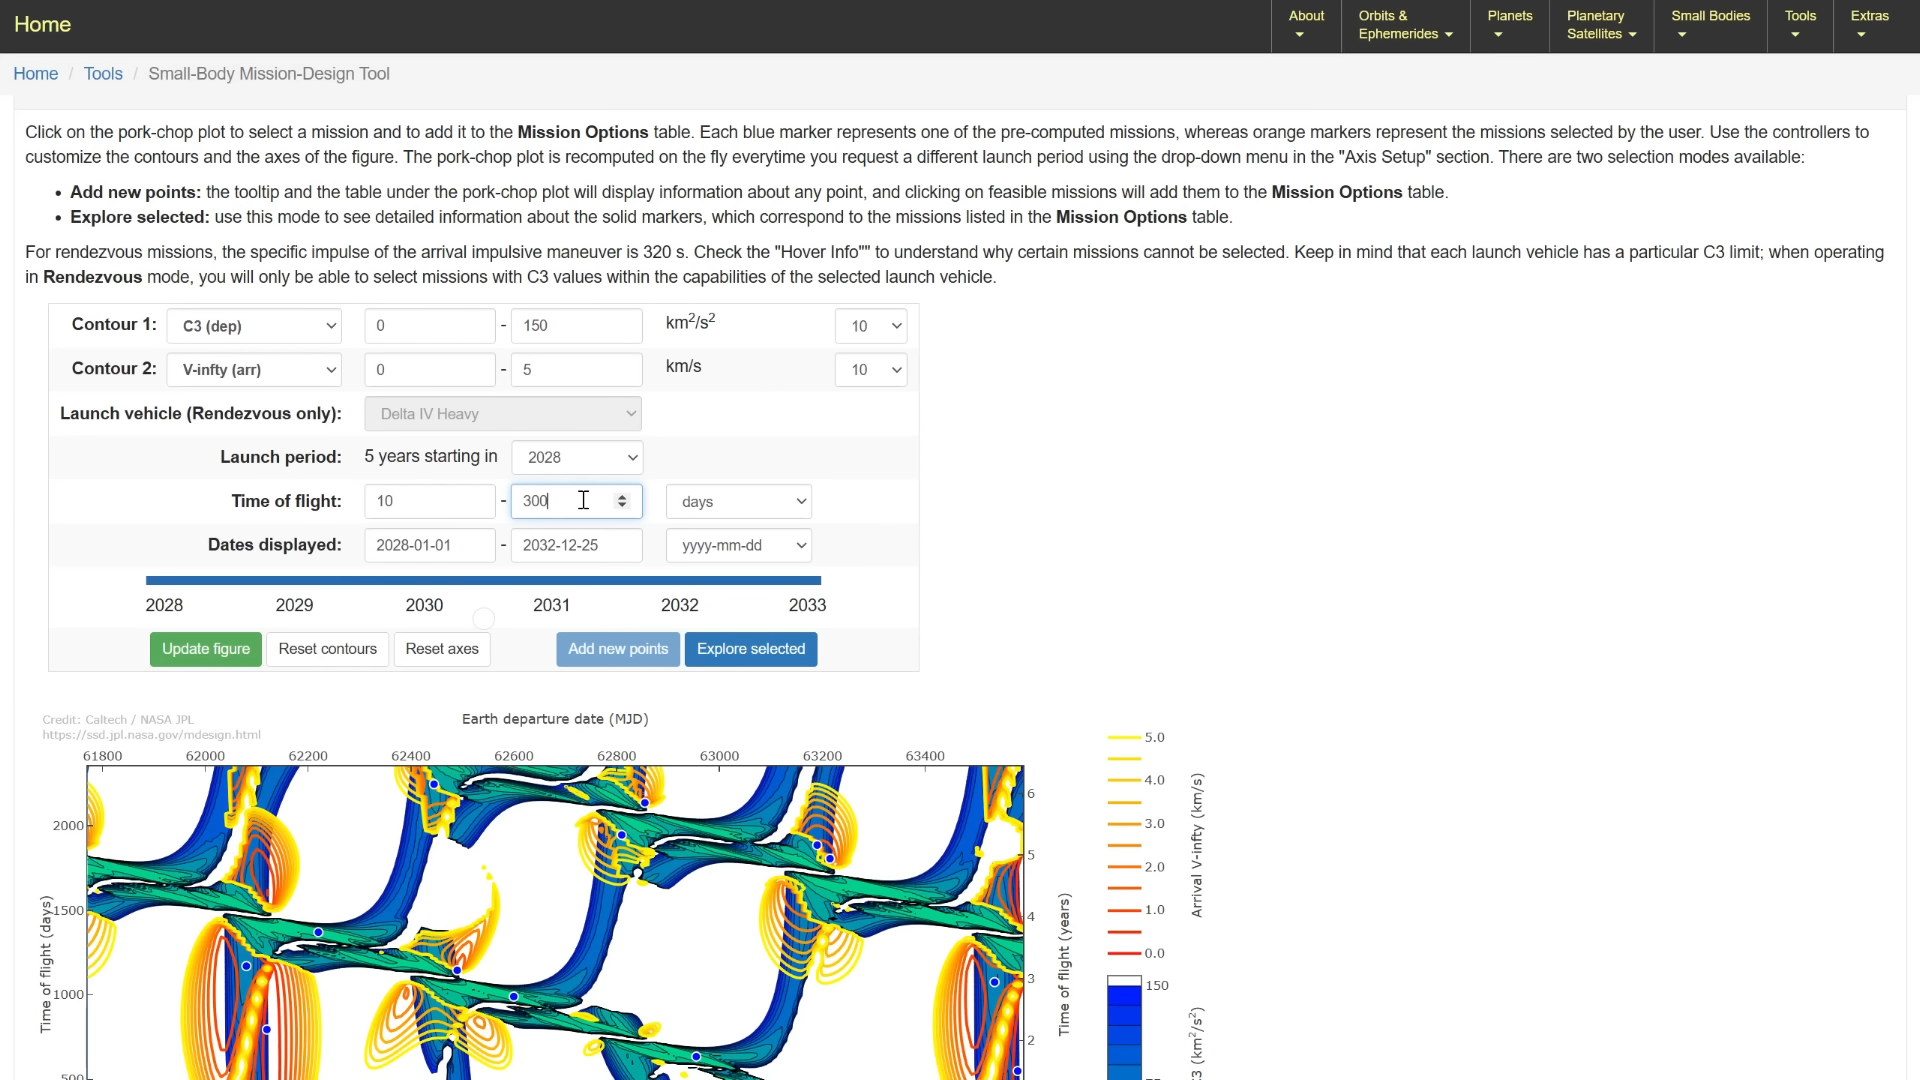 Home
About
Orbits &
Ephemerides
Planets
Planetary
Satellites
Small Bodies
Tools
Extras
Home / Tools / Small-Body Mission-Design Tool
Click on the pork-chop plot to select a mission and to add it to the Mission Options table. Each blue marker represents one of the pre-computed missions, whereas orange markers represent the missions selected by the user. Use the controllers to
customize the contours and the axes of the figure. The pork-chop plot is recomputed on the fly everytime you request a different launch period using the drop-down menu in the "Axis Setup" section. There are two selection modes available:
• Add new points: the tooltip and the table under the pork-chop plot will display information about any point, and clicking on feasible missions will add them to the Mission Options table.
• Explore selected: use this mode to see detailed information about the solid markers, which correspond to the missions listed in the Mission Options table.
For rendezvous missions, the specific impulse of the arrival impulsive maneuver is 320 s. Check the "Hover Info"" to understand why certain missions cannot be selected. Keep in mind that each launch vehicle has a particular C3 limit; when operating
in Rendezvous mode, you will only be able to select missions with C3 values within the capabilities of the selected launch vehicle.
Contour 1: C3 (dep) 0 - 150 km²/s² 10
Contour 2: V-infty (arr) 0 - 5 km/s 10
Launch vehicle (Rendezvous only): Delta IV Heavy
Launch period: 5 years starting in 2028
Time of flight: 10 - 300 days
Dates displayed: 2028-01-01 - 2032-12-25 yyyy-mm-dd
2028 2029 2030 2031 2032 2033
Update figure Reset contours Reset axes Add new points Explore selected
Credit: Caltech / NASA JPL
https://ssd.jpl.nasa.gov/mdesign.html
Earth departure date (MJD)
61800 62000 62200 62400 62600 62800 63000 63200 63400
2000
1500
1000
500
Time of flight (days)
6
5
4
3
2
Time of flight (years)
5.0
4.0
3.0
2.0
1.0
0.0
Arrival V-infty (km/s)
150
(km²/s²)